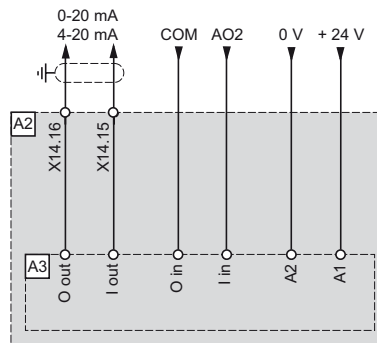 0-20 mA
4-20 mA
COM
AO2
0 V
+ 24 V
A2
X14.16
X14.15
A3
O out
I out
O in
I in
A2
A1